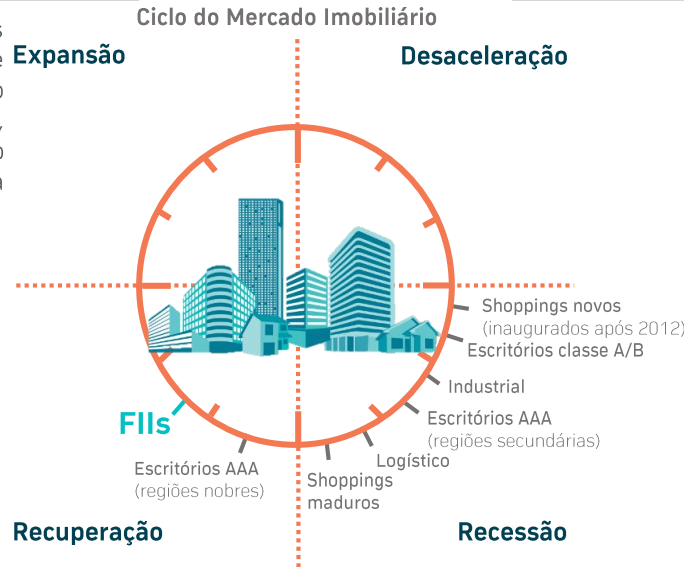 Ciclo do Mercado Imobiliário
Expansão
Desaceleração
Shoppings novos
(inaugurados após 2012)
Escritórios classe A/B
Industrial
Escritórios AAA
(regiões secundárias)
Logístico
Shoppings
maduros
FIIs
Escritórios AAA
(regiões nobres)
Recuperação
Recessão